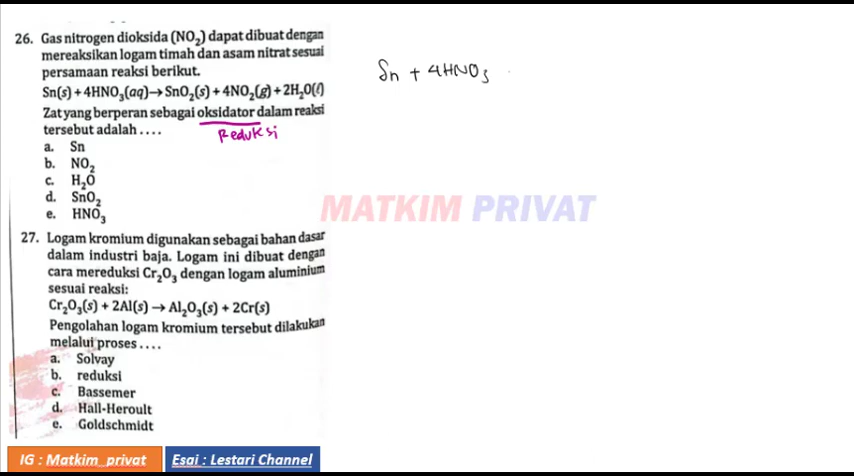 26. Gas nitrogen dioksida (NO₂) dapat dibuat dengan
mereaksikan logam timah dan asam nitrat sesuai
persamaan reaksi berikut.
Sn(s) + 4HNO₃(aq) → SnO₂(s) + 4NO₂(g) + 2H₂O(l)
Zat yang berperan sebagai oksidator dalam reaksi
tersebut adalah . . . .
Reduksi
a. Sn
b. NO₂
c. H₂O
d. SnO₂
e. HNO₃
27. Logam kromium digunakan sebagai bahan dasar
dalam industri baja. Logam ini dibuat dengan
cara mereduksi Cr₂O₃ dengan logam aluminium
sesuai reaksi:
Cr₂O₃(s) + 2Al(s) → Al₂O₃(s) + 2Cr(s)
Pengolahan logam kromium tersebut dilakukan
melalui proses . . . .
a. Solvay
b. reduksi
c. Bassemer
d. Hall-Heroult
e. Goldschmidt
Sn + 4HNO₃
MATKIM PRIVAT
IG : Matkim_privat
Esai : Lestari Channel